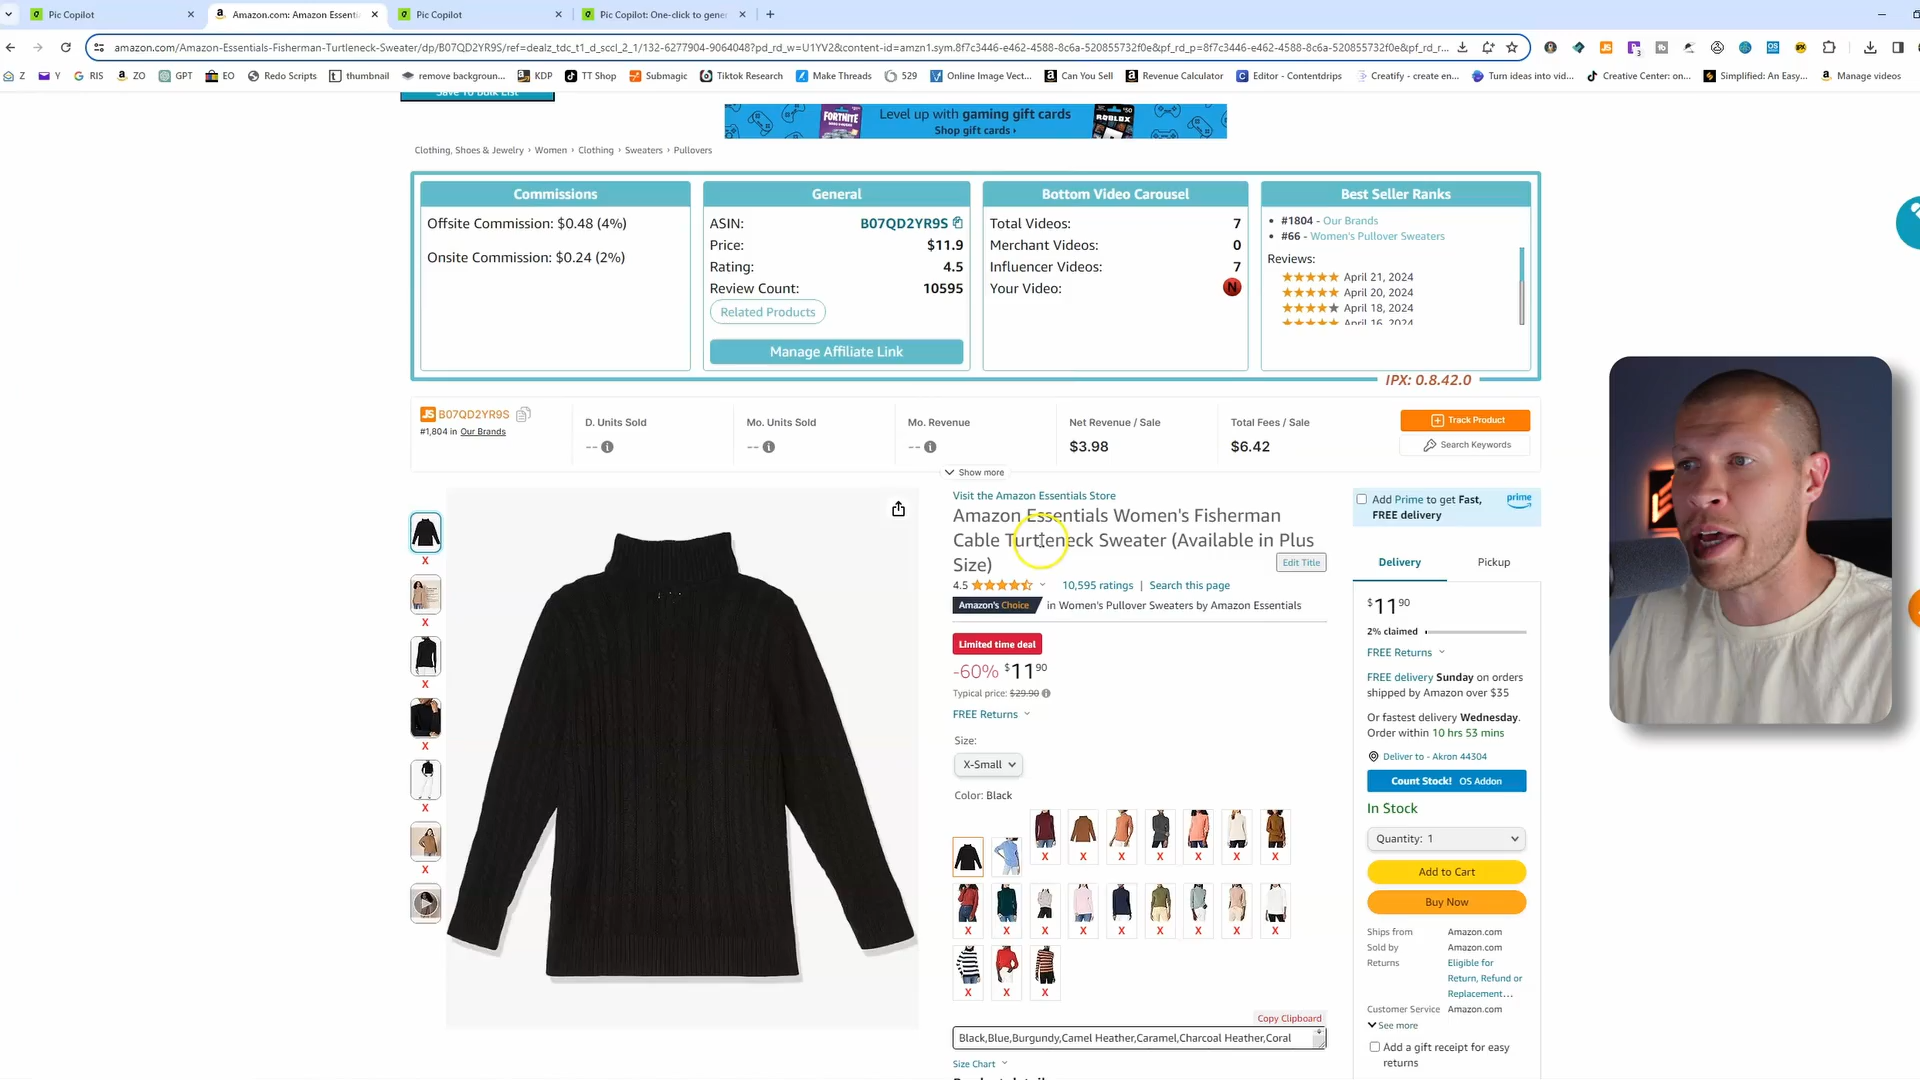 Pic Copilot
Amazon.com: Amazon Essenti
Pic Copilot
Pic Copilot: One-click to gener
amazon.com/Amazon-Essentials-Fisherman-Turtleneck-Sweater/dp/B07QD2YR9S/ref=dealz_tdc_t1_d_sccl_2_1/132-6277904-9064048?pd_rd_w=U1YV2&content-id=amzn1.sym.8f7c3446-e462-4588-8c6a-520855732f0e&pf_rd_p=8f7c3446-e462-4588-8c6a-520855732f0e&pf_rd_r...
Z Y RIS ZO GPT EO Redo Scripts thumbnail remove backgroun... KDP TT Shop Submagic Tiktok Research Make Threads 529 Online Image Vect... Can You Sell Revenue Calculator Editor - Contentdrips Creatify - create en... Turn ideas into vid... Creative Center: on... Simplified: An Easy... Manage videos
Save To Bulk List
FORTNITE
Level up with gaming gift cards
Shop gift cards ›
ROBLOX
Clothing, Shoes & Jewelry › Women › Clothing › Sweaters › Pullovers
Commissions
Offsite Commission: $0.48 (4%)
Onsite Commission: $0.24 (2%)
General
ASIN: B07QD2YR9S
Price: $11.9
Rating: 4.5
Review Count: 10595
Related Products
Manage Affiliate Link
Bottom Video Carousel
Total Videos: 7
Merchant Videos: 0
Influencer Videos: 7
Your Video: N
Best Seller Ranks
#1804 - Our Brands
#66 - Women's Pullover Sweaters
Reviews:
★★★★★ April 21, 2024
★★★★★ April 20, 2024
★★★★★ April 18, 2024
★★★★★ April 16, 2024
IPX: 0.8.42.0
JS B07QD2YR9S
#1,804 in Our Brands
D. Units Sold
--
Mo. Units Sold
--
Mo. Revenue
--
Net Revenue / Sale
$3.98
Total Fees / Sale
$6.42
Track Product
Search Keywords
Show more
X
X
X
X
X
X
Visit the Amazon Essentials Store
Amazon Essentials Women's Fisherman
Cable Turtleneck Sweater (Available in Plus
Size)
Edit Title
4.5 10,595 ratings | Search this page
Amazon's Choice in Women's Pullover Sweaters by Amazon Essentials
Limited time deal
-60% $11 90
Typical price: $29.90
FREE Returns
Size:
X-Small
Color: Black
X X X X X X X
X X X X X X X X X
X X X
Copy Clipboard
Black,Blue,Burgundy,Camel Heather,Caramel,Charcoal Heather,Coral
Size Chart
Add Prime to get Fast,
FREE delivery
prime
Delivery
Pickup
$11 90
2% claimed
FREE Returns
FREE delivery Sunday on orders
shipped by Amazon over $35
Or fastest delivery Wednesday.
Order within 10 hrs 53 mins
Deliver to - Akron 44304
Count Stock! OS Addon
In Stock
Quantity: 1
Add to Cart
Buy Now
Ships from Amazon.com
Sold by Amazon.com
Returns Eligible for
Return, Refund or
Replacement…
Customer Service Amazon.com
See more
Add a gift receipt for easy
returns